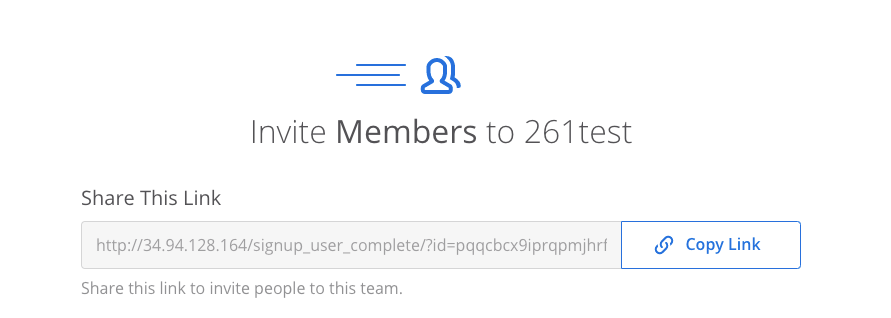 Invite Members to 261test
Share This Link
http://34.94.128.164/signup_user_complete/?id=pqqcbcx9iprqpmjhrf
Copy Link
Share this link to invite people to this team.